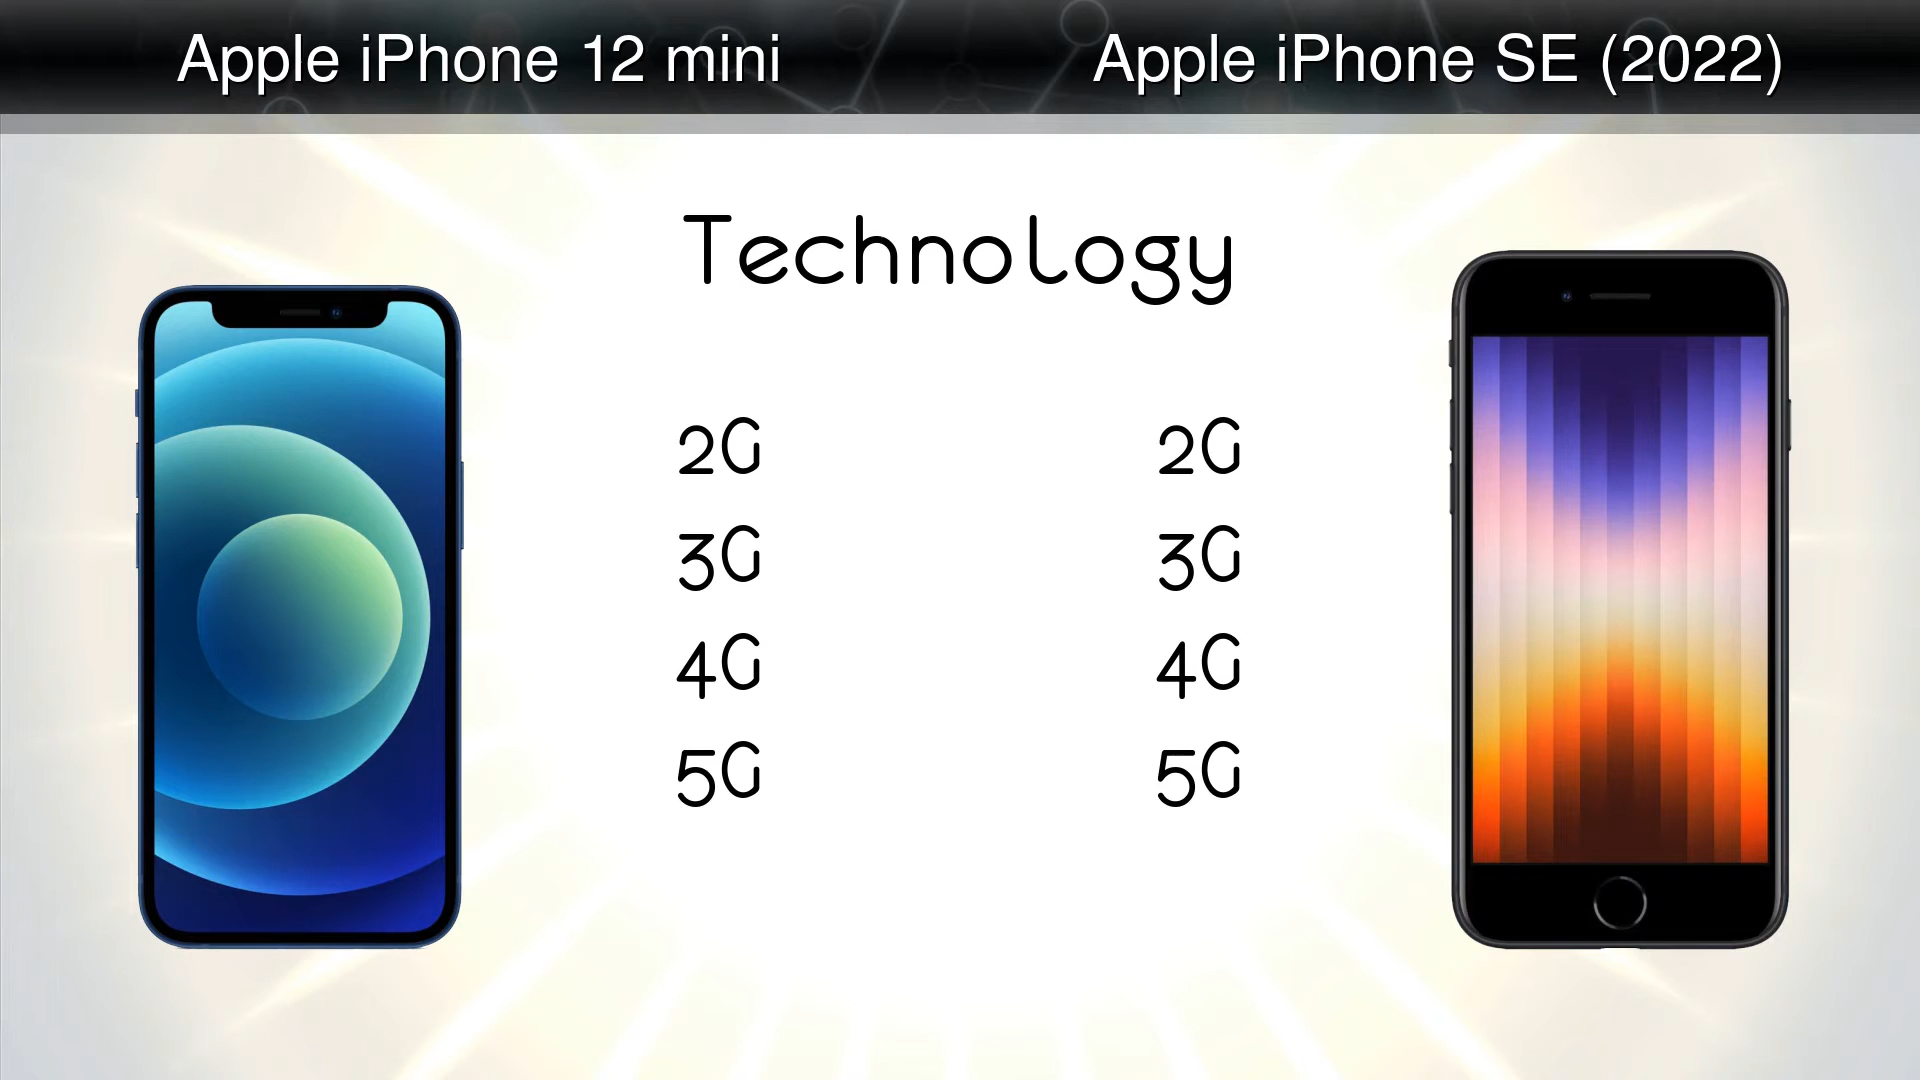 Apple iPhone 12 mini
Apple iPhone SE (2022)
Technology
2G 2G
3G 3G
4G 4G
5G 5G